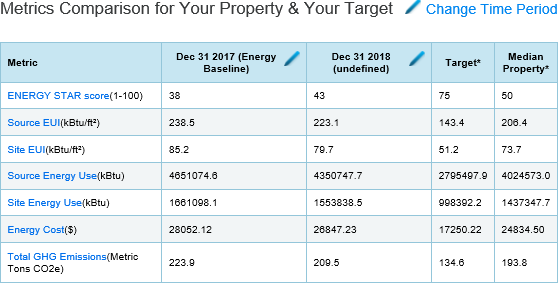 Metrics Comparison for Your Property & Your Target Change Time Period
Metric Dec 31 2017 (Energy Baseline) Dec 31 2018 (undefined) Target* Median Property*
ENERGY STAR score(1-100) 38 43 75 50
Source EUI(kBtu/ft²) 238.5 223.1 143.4 206.4
Site EUI(kBtu/ft²) 85.2 79.7 51.2 73.7
Source Energy Use(kBtu) 4651074.6 4350747.7 2795497.9 4024573.0
Site Energy Use(kBtu) 1661098.1 1553838.5 998392.2 1437347.7
Energy Cost($) 28052.12 26847.23 17250.22 24834.50
Total GHG Emissions(Metric Tons CO2e) 223.9 209.5 134.6 193.8